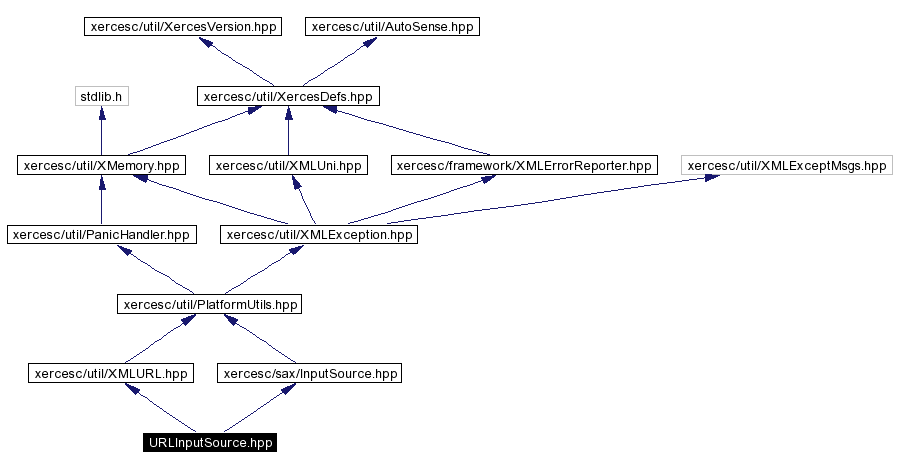 xercesc/util/XercesVersion.hpp
xercesc/util/AutoSense.hpp
stdlib.h
xercesc/util/XercesDefs.hpp
xercesc/util/XMemory.hpp
xercesc/util/XMLUni.hpp
xercesc/framework/XMLErrorReporter.hpp
xercesc/util/XMLExceptMsgs.hpp
xercesc/util/PanicHandler.hpp
xercesc/util/XMLException.hpp
xercesc/util/PlatformUtils.hpp
xercesc/util/XMLURL.hpp
xercesc/sax/InputSource.hpp
URLInputSource.hpp